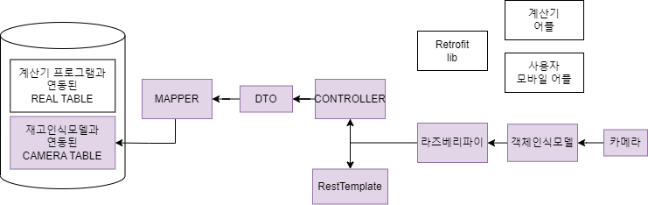 계산기 프로그램과
연동된
REAL TABLE
재고인식모델과
연동된
CAMERA TABLE
MAPPER
DTO
CONTROLLER
RestTemplate
Retrofit
lib
계산기
어플
사용자
모바일 어플
라즈베리파이
객체인식모델
카메라